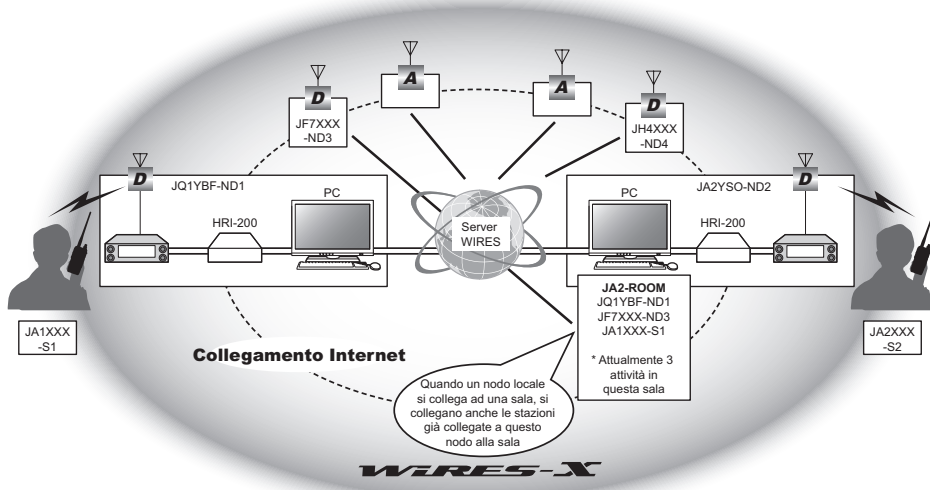 A
A
D
JF7XXX
-ND3
D
JH4XXX
-ND4
D
JQ1YBF-ND1
PC
HRI-200
Server
WIRES
PC
JA2YSO-ND2
D
HRI-200
JA1XXX
-S1
JA2XXX
-S2
JA2-ROOM
JQ1YBF-ND1
JF7XXX-ND3
JA1XXX-S1
* Attualmente 3
attività in
questa sala
Collegamento Internet
Quando un nodo locale
si collega ad una sala, si
collegano anche le stazioni
già collegate a questo
nodo alla sala
WIRES-X